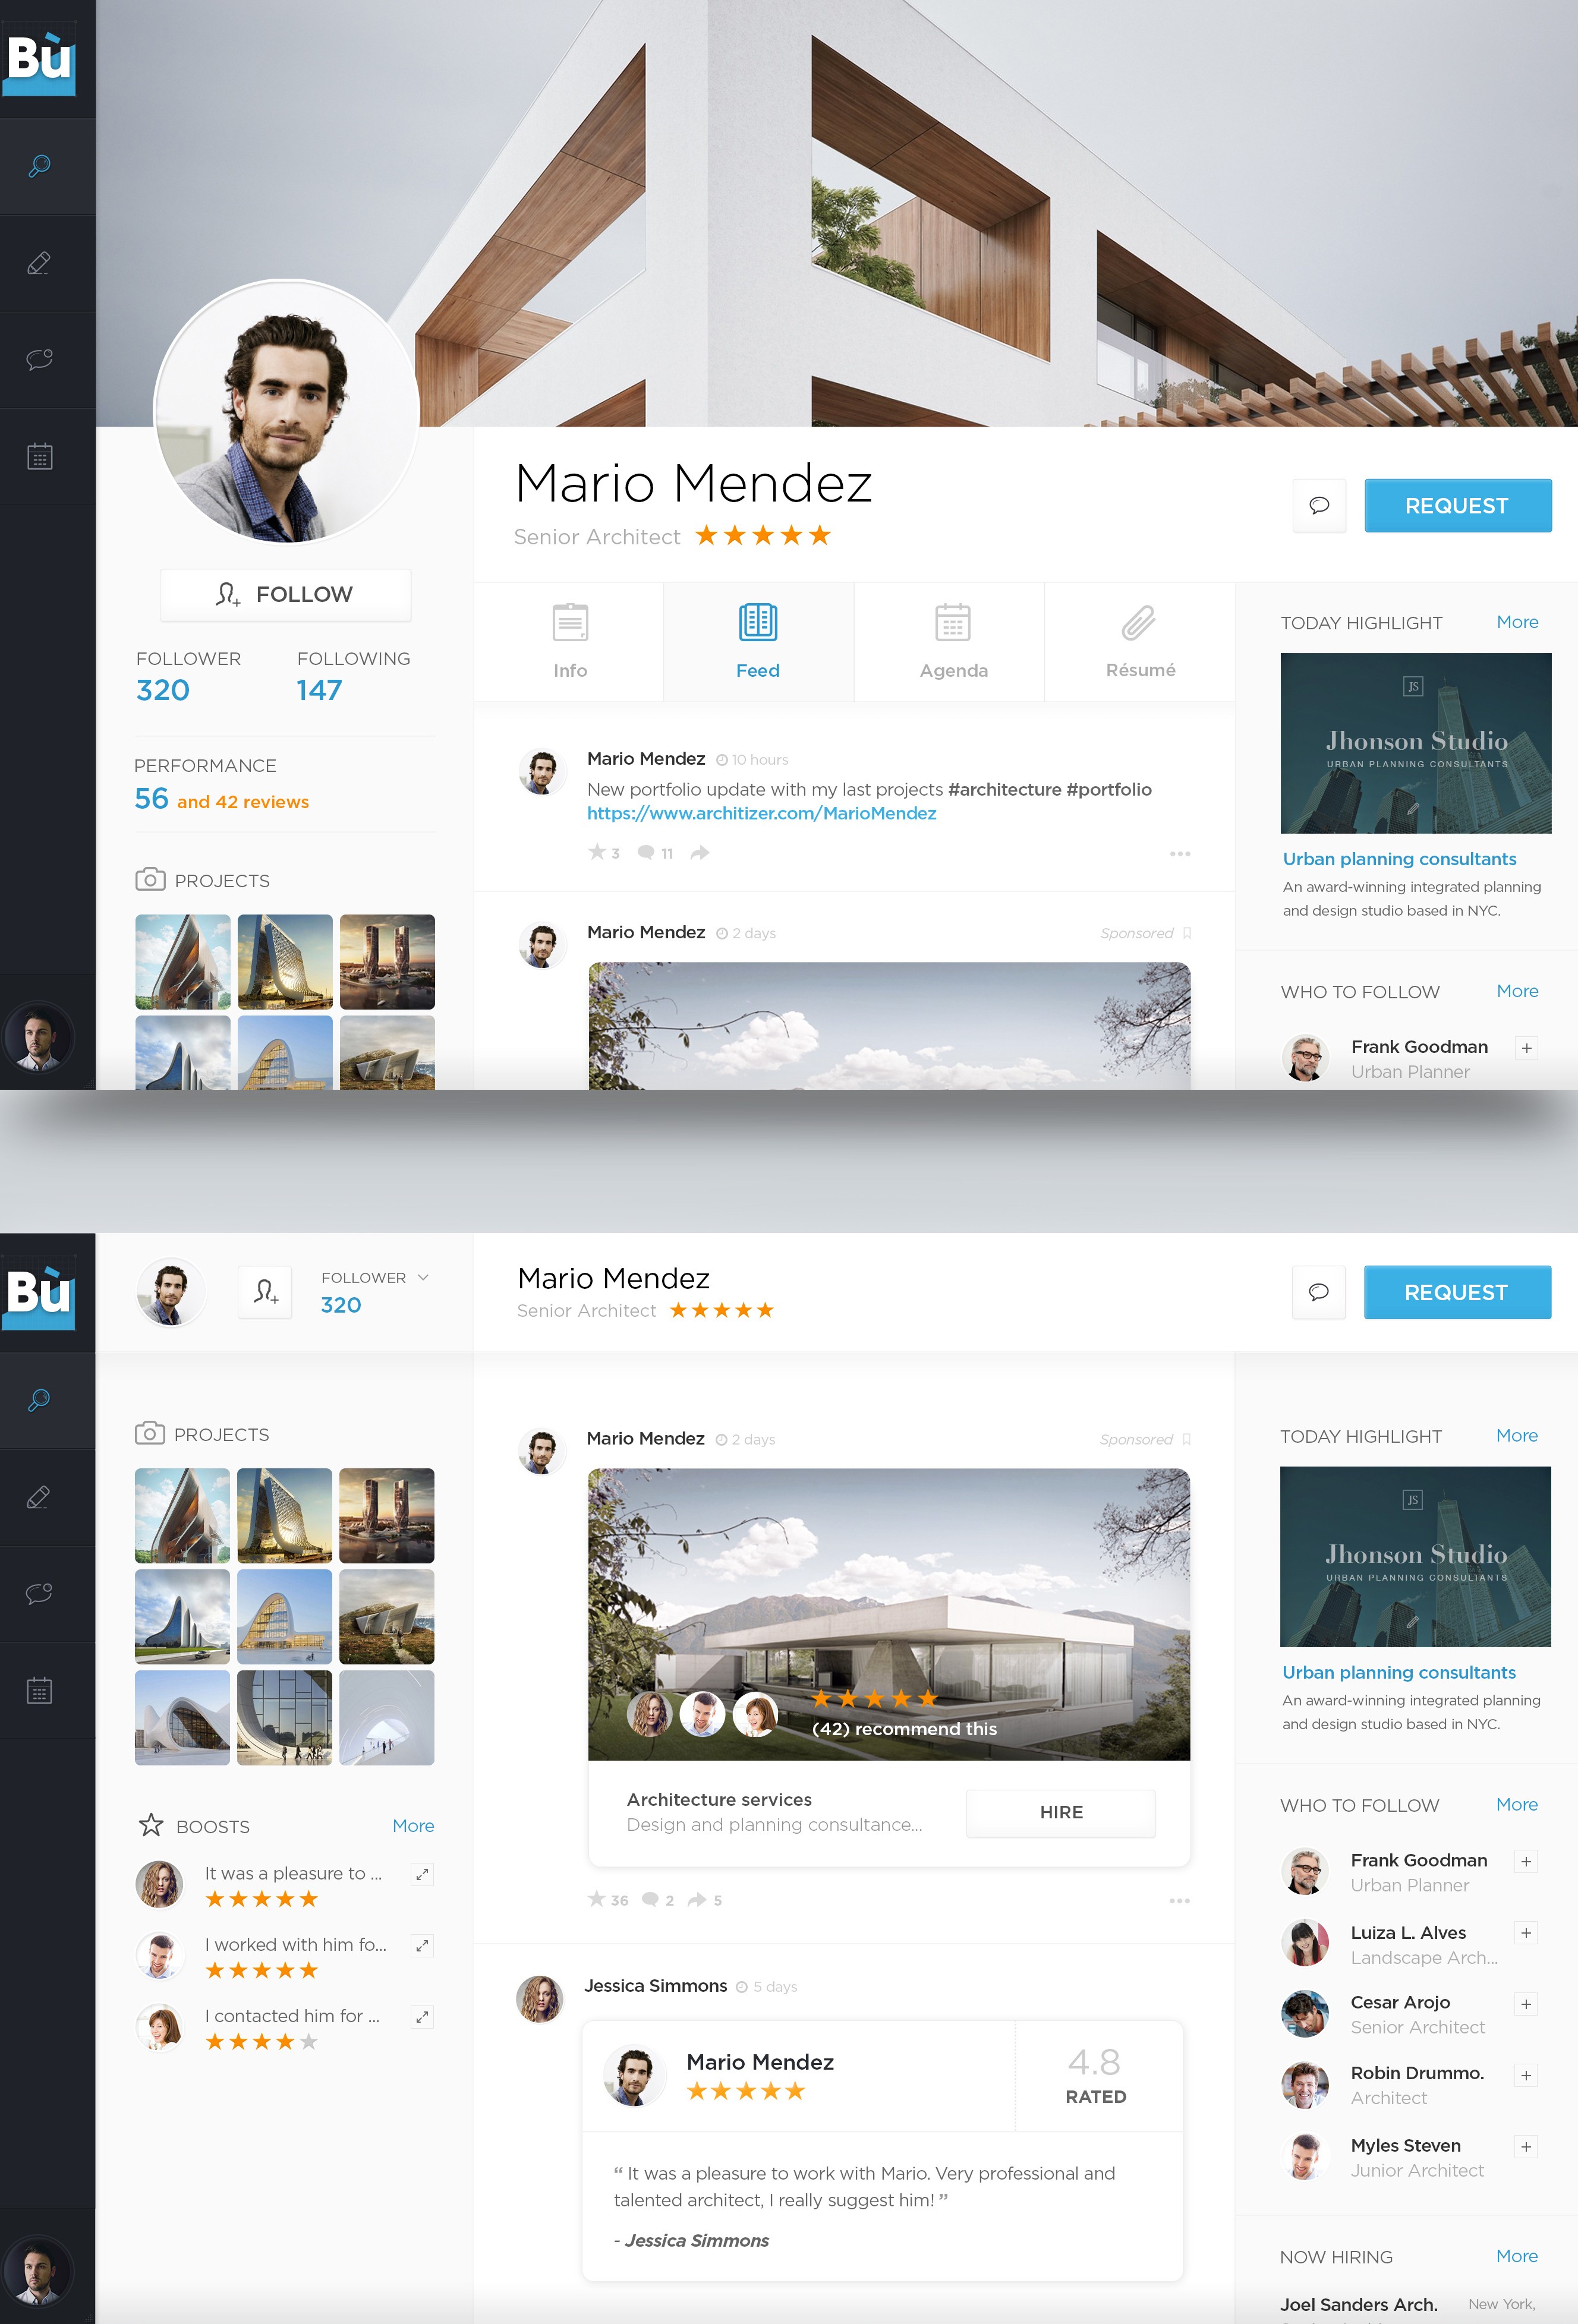 Bù
Mario Mendez
Senior Architect
REQUEST
FOLLOW
FOLLOWER
320
FOLLOWING
147
PERFORMANCE
56 and 42 reviews
PROJECTS
Info
Feed
Agenda
Résumé
Mario Mendez 10 hours
New portfolio update with my last projects #architecture #portfolio
https://www.architizer.com/MarioMendez
3 11
Mario Mendez 2 days Sponsored
TODAY HIGHLIGHT More
JS
Jhonson Studio
URBAN PLANNING CONSULTANTS
Urban planning consultants
An award-winning integrated planning
and design studio based in NYC.
WHO TO FOLLOW More
Frank Goodman
Urban Planner
Bù
FOLLOWER
320
Mario Mendez
Senior Architect
REQUEST
PROJECTS
BOOSTS More
It was a pleasure to ...
I worked with him fo...
I contacted him for ...
Mario Mendez 2 days Sponsored
(42) recommend this
Architecture services
Design and planning consultance...
HIRE
36 2 5
Jessica Simmons 5 days
Mario Mendez
4.8
RATED
“ It was a pleasure to work with Mario. Very professional and
talented architect, I really suggest him! ”
- Jessica Simmons
TODAY HIGHLIGHT More
JS
Jhonson Studio
URBAN PLANNING CONSULTANTS
Urban planning consultants
An award-winning integrated planning
and design studio based in NYC.
WHO TO FOLLOW More
Frank Goodman
Urban Planner
Luiza L. Alves
Landscape Arch...
Cesar Arojo
Senior Architect
Robin Drummo.
Architect
Myles Steven
Junior Architect
NOW HIRING More
Joel Sanders Arch. New York,